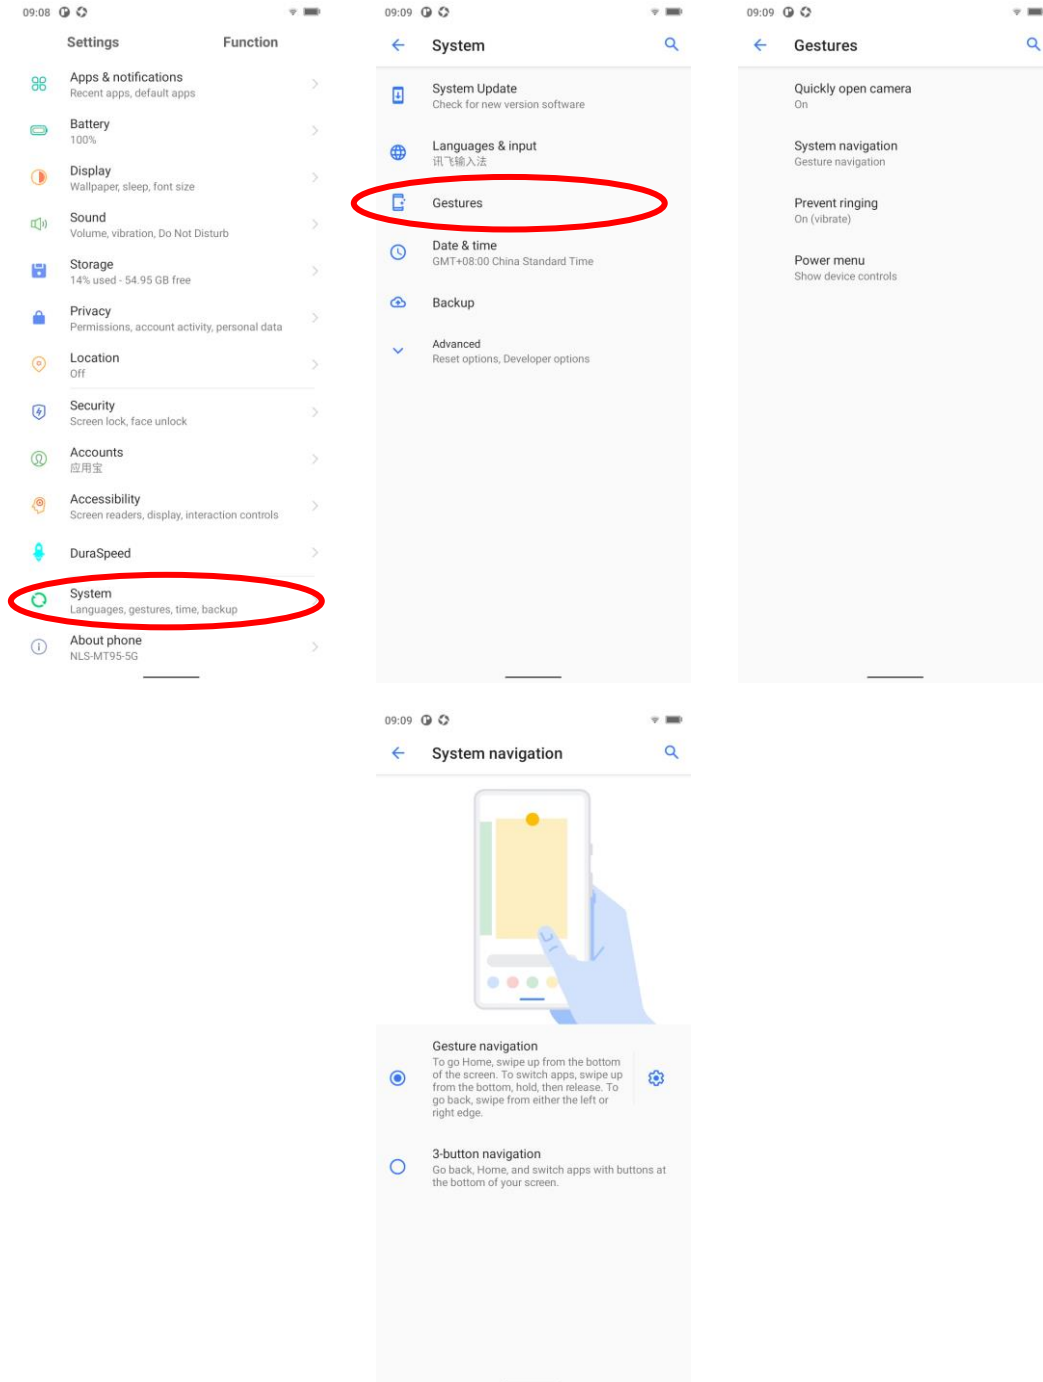 09:08
Settings Function
Apps & notifications
Recent apps, default apps
Battery
100%
Display
Wallpaper, sleep, font size
Sound
Volume, vibration, Do Not Disturb
Storage
14% used - 54.95 GB free
Privacy
Permissions, account activity, personal data
Location
Off
Security
Screen lock, face unlock
Accounts
应用宝
Accessibility
Screen readers, display, interaction controls
DuraSpeed
System
Languages, gestures, time, backup
About phone
NLS-MT95-5G
09:09
System
System Update
Check for new version software
Languages & input
讯飞输入法
Gestures
Date & time
GMT+08:00 China Standard Time
Backup
Advanced
Reset options, Developer options
09:09
Gestures
Quickly open camera
On
System navigation
Gesture navigation
Prevent ringing
On (vibrate)
Power menu
Show device controls
09:09
System navigation
Gesture navigation
To go Home, swipe up from the bottom
of the screen. To switch apps, swipe up
from the bottom, hold, then release. To
go back, swipe from either the left or
right edge.
3-button navigation
Go back, Home, and switch apps with buttons at
the bottom of your screen.